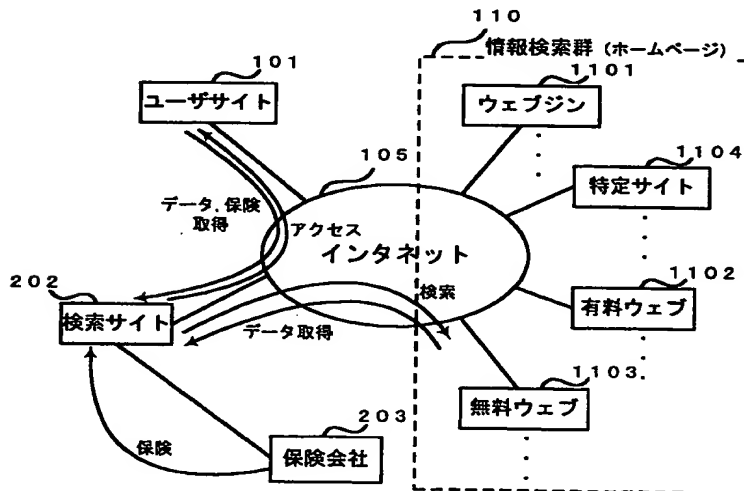 110
情報検索群(ホームページ)
101
ユーザサイト
1101
ウェブジン
1104
特定サイト
105
データ.保険
取得
アクセス
インタネット
202
検索サイト
検索
データ取得
1102
有料ウェブ
1103
無料ウェブ
203
保険会社
保険